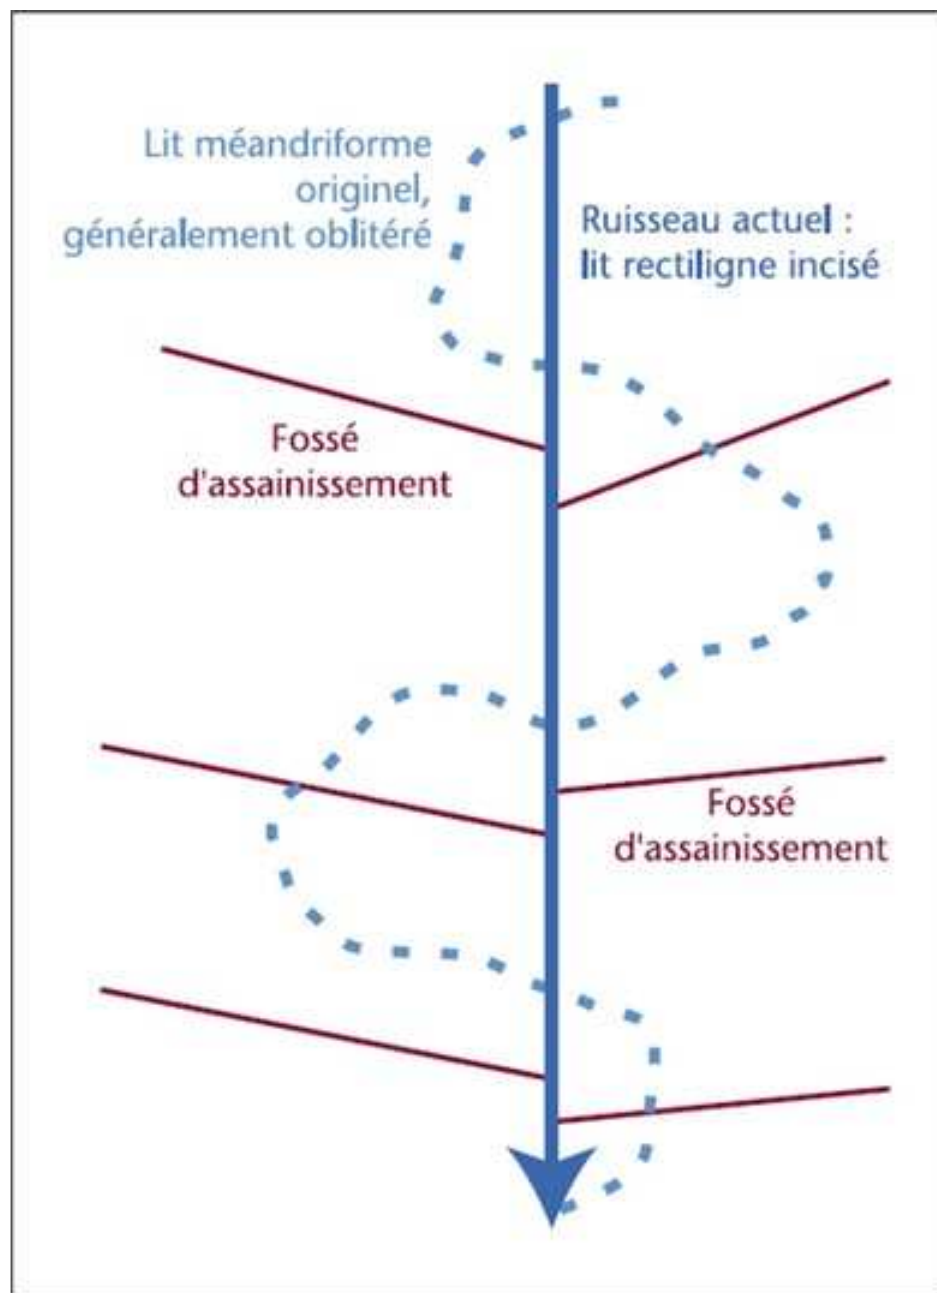 Lit méandriforme
originel,
généralement oblitéré
Ruisseau actuel :
lit rectiligne incisé
Fossé
d'assainissement
Fossé
d'assainissement